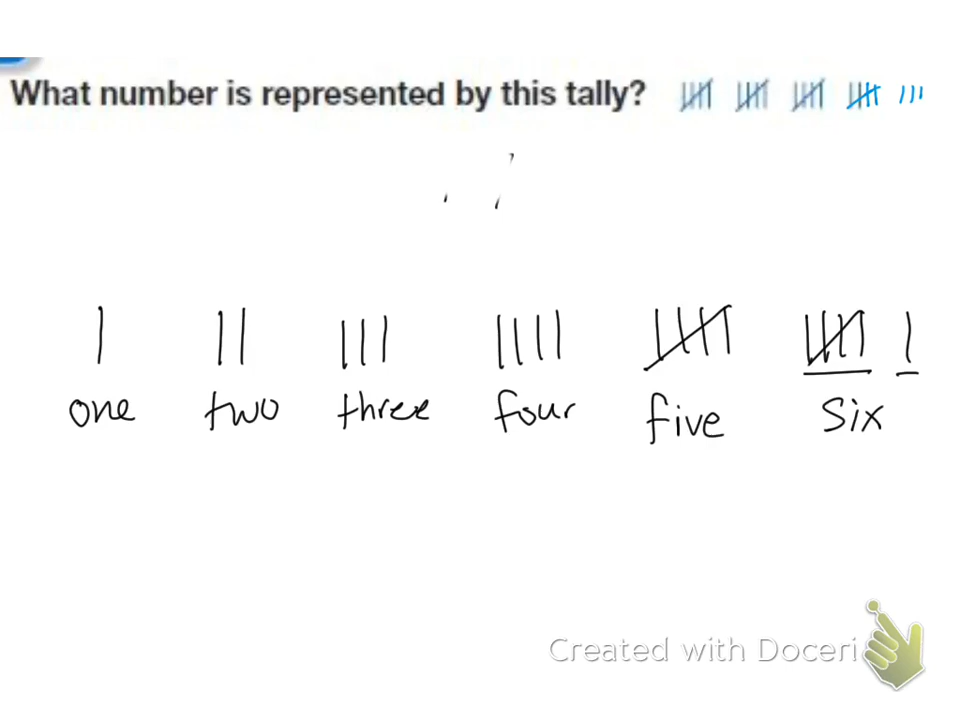 What number is represented by this tally?
one two three four five six
Created with Doceri